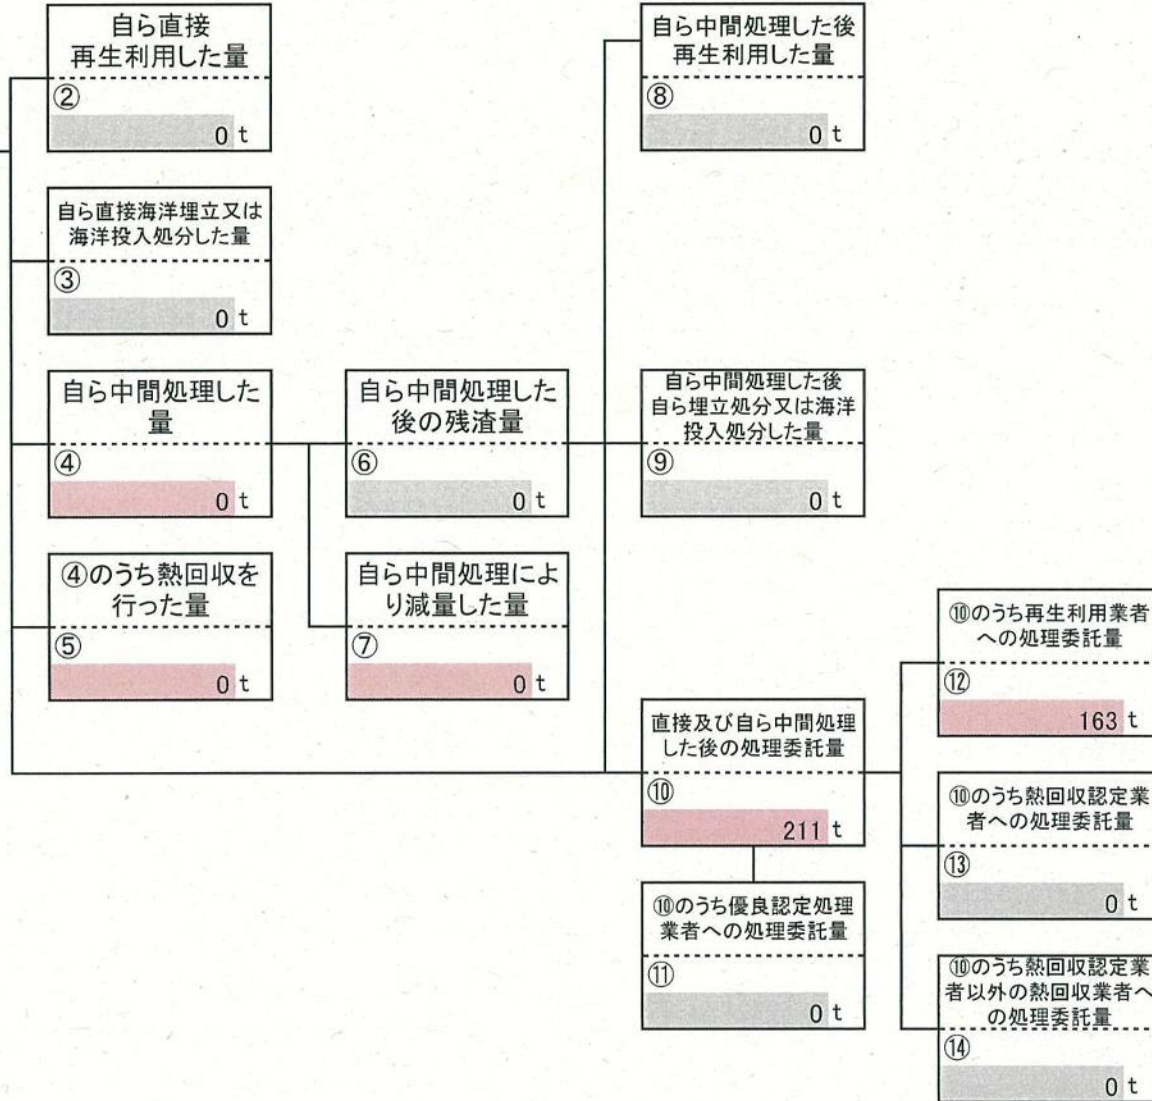 自ら直接
再生利用した量
②
0 t
自ら直接海洋埋立又は
海洋投入処分した量
③
0 t
自ら中間処理した
量
④
0 t
④のうち熱回収を
行った量
⑤
0 t
自ら中間処理した
後の残渣量
⑥
0 t
自ら中間処理によ
り減量した量
⑦
0 t
自ら中間処理した後
再生利用した量
⑧
0 t
自ら中間処理した後
自ら埋立処分又は海洋
投入処分した量
⑨
0 t
直接及び自ら中間処理
した後の処理委託量
⑩
211 t
⑩のうち優良認定処理
業者への処理委託量
⑪
0 t
⑩のうち再生利用業者
への処理委託量
⑫
163 t
⑩のうち熱回収認定業
者への処理委託量
⑬
0 t
⑩のうち熱回収認定業
者以外の熱回収業者へ
の処理委託量
⑭
0 t